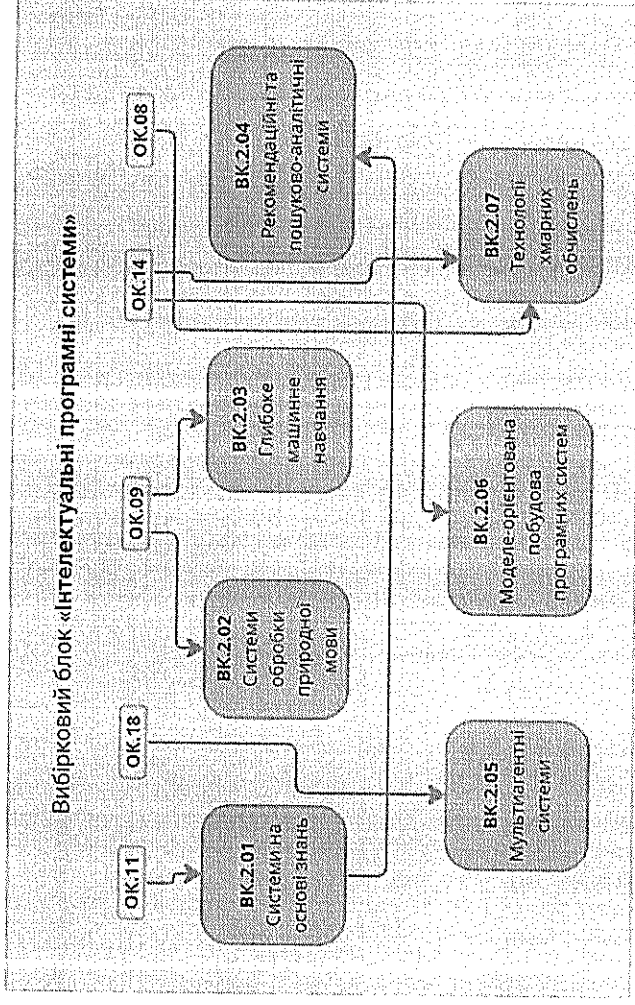 Вибірковий блок «Інтелектуальні програмні системи»
ОК.11
ОК.18
ОК.09
ОК.14
ОК.08
ВК.2.01
Системи на
основі знань
ВК.2.02
Системи
обробки
природної
мови
ВК.2.03
Глибоке
машинне
навчання
ВК.2.04
Рекомендаційні та
пошуково-аналітичні
системи
ВК.2.05
Мультиагентні
системи
ВК.2.06
Моделе-орієнтована
побудова
програмних систем
ВК.2.07
Технології
хмарних
обчислень